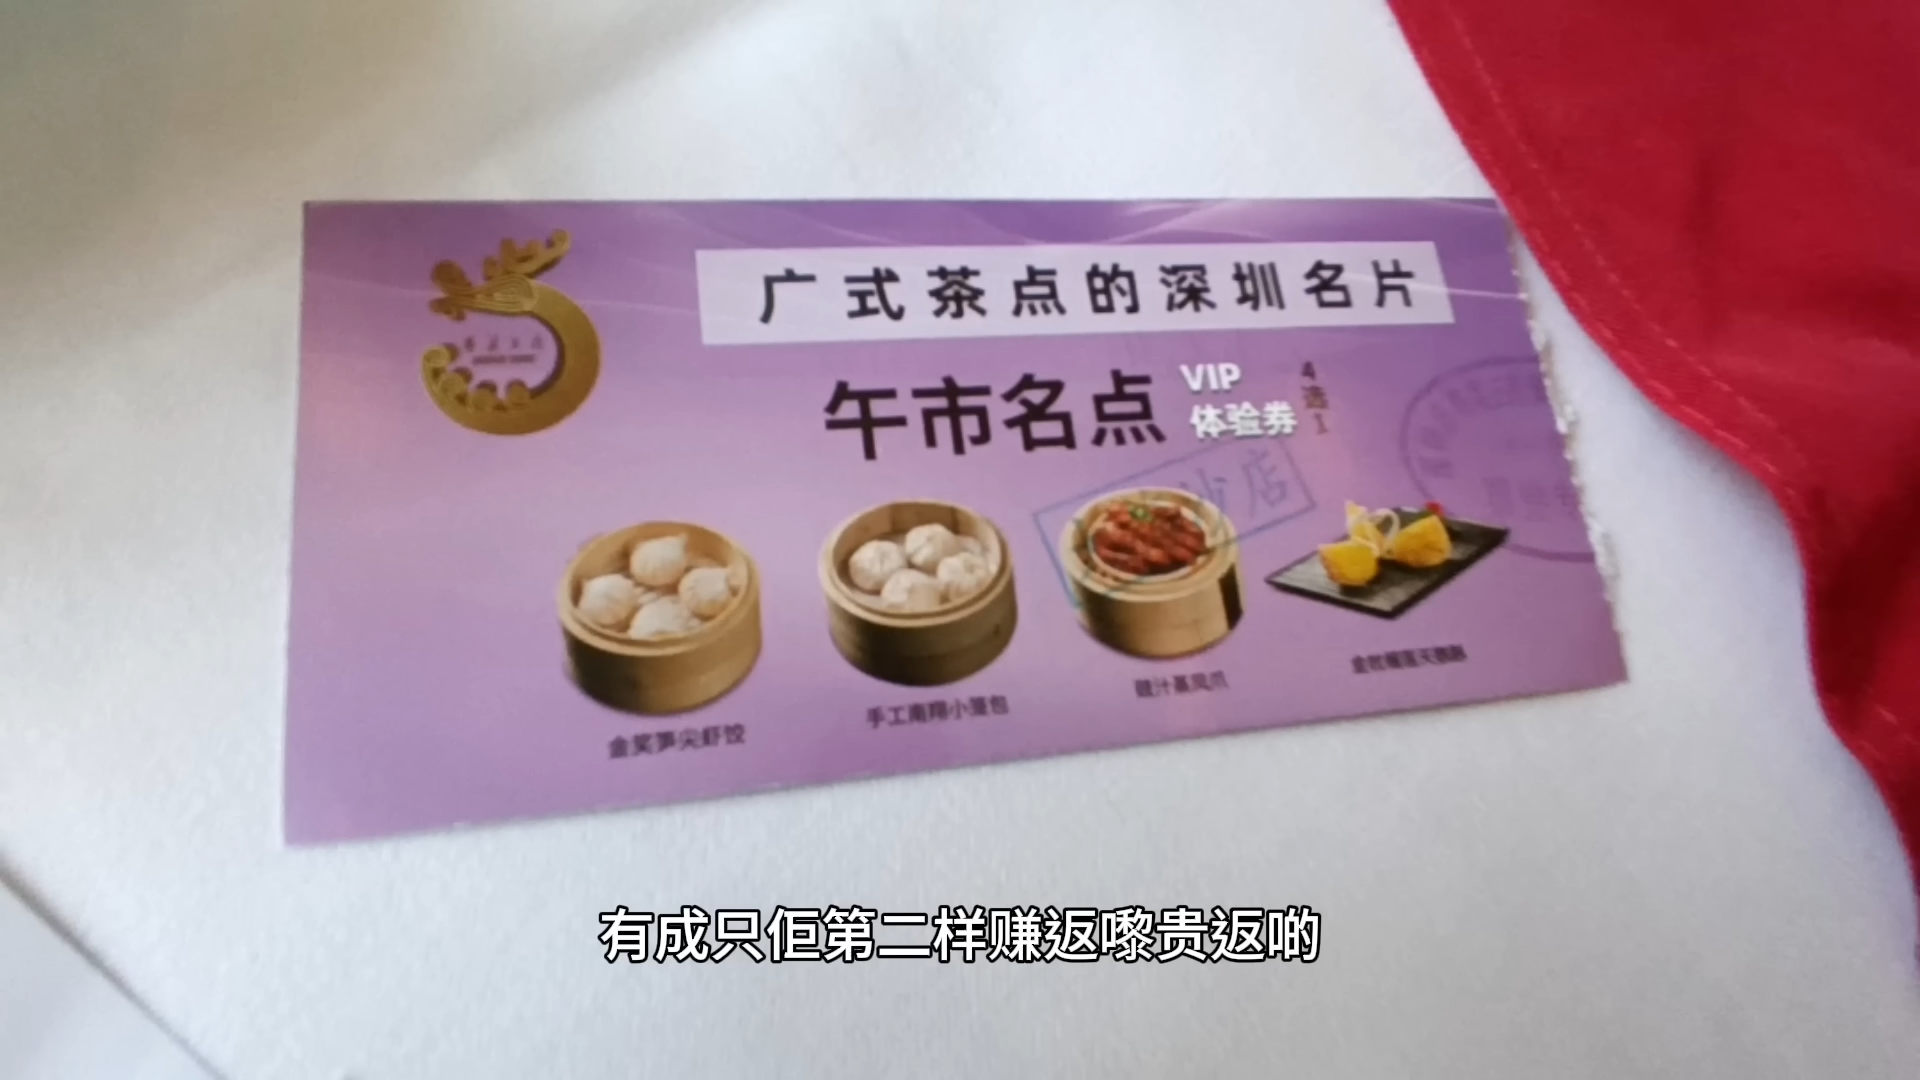 广式茶点的深圳名片
午市名点
VIP
体验券
4选1
金奖笋尖虾饺
手工南翔小笼包
豉汁蒸凤爪
有成只佢第二样赚返嚟贵返啲